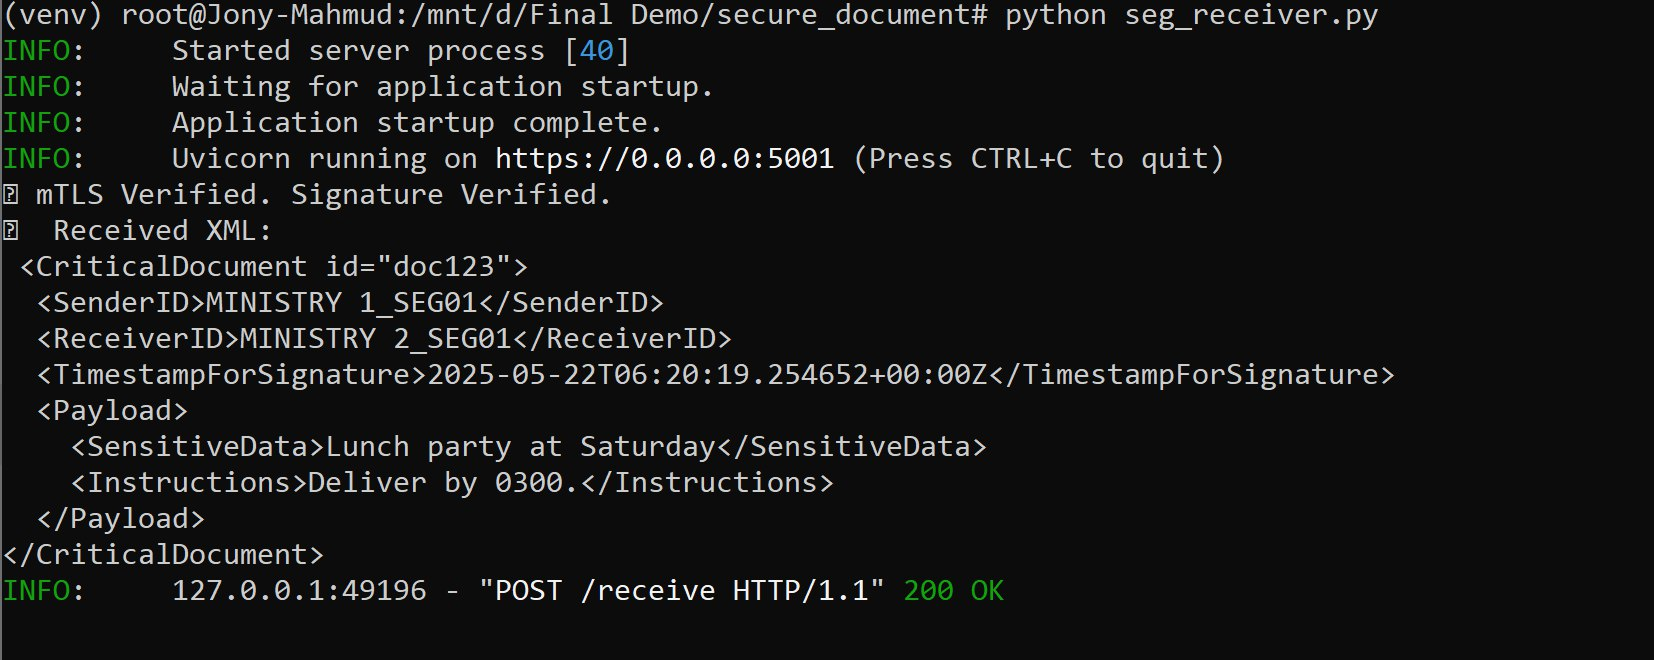 (venv) root@Jony-Mahmud:/mnt/d/Final Demo/secure_document# python seg_receiver.py
INFO:     Started server process [40]
INFO:     Waiting for application startup.
INFO:     Application startup complete.
INFO:     Uvicorn running on https://0.0.0.0:5001 (Press CTRL+C to quit)
⍰ mTLS Verified. Signature Verified.
⍰  Received XML:
 <CriticalDocument id="doc123">
  <SenderID>MINISTRY 1_SEG01</SenderID>
  <ReceiverID>MINISTRY 2_SEG01</ReceiverID>
  <TimestampForSignature>2025-05-22T06:20:19.254652+00:00Z</TimestampForSignature>
  <Payload>
    <SensitiveData>Lunch party at Saturday</SensitiveData>
    <Instructions>Deliver by 0300.</Instructions>
  </Payload>
</CriticalDocument>
INFO:     127.0.0.1:49196 - "POST /receive HTTP/1.1" 200 OK